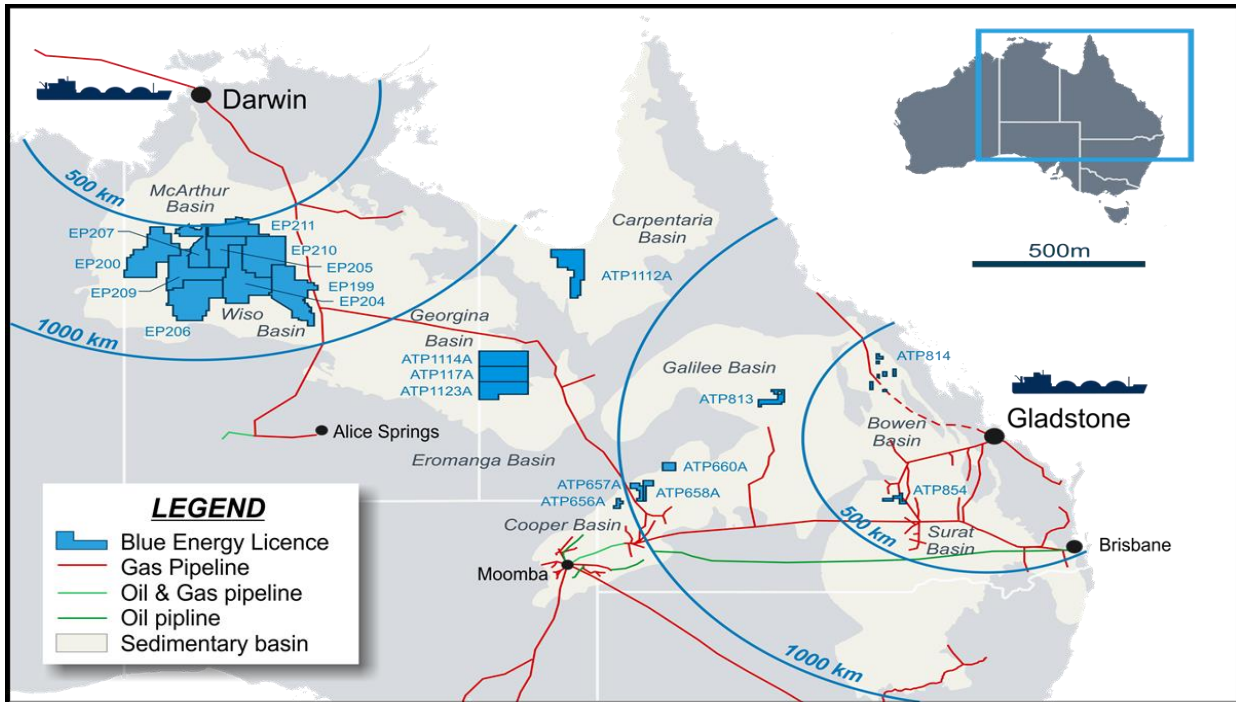 Darwin
500 km
McArthur
Basin
EP207
EP211
EP200
EP210
EP205
EP209
EP199
EP204
EP206
Wiso
Basin
1000 km
Carpentaria
Basin
ATP1112A
500m
Georgina
Basin
ATP1114A
ATP117A
ATP1123A
Galilee Basin
ATP813
ATP814
Gladstone
Bowen
Basin
Alice Springs
Eromanga Basin
ATP660A
ATP657A
ATP658A
ATP656A
ATP854
Cooper Basin
500 km
Surat
Basin
Brisbane
Moomba
1000 km
LEGEND
Blue Energy Licence
Gas Pipeline
Oil & Gas pipeline
Oil pipline
Sedimentary basin